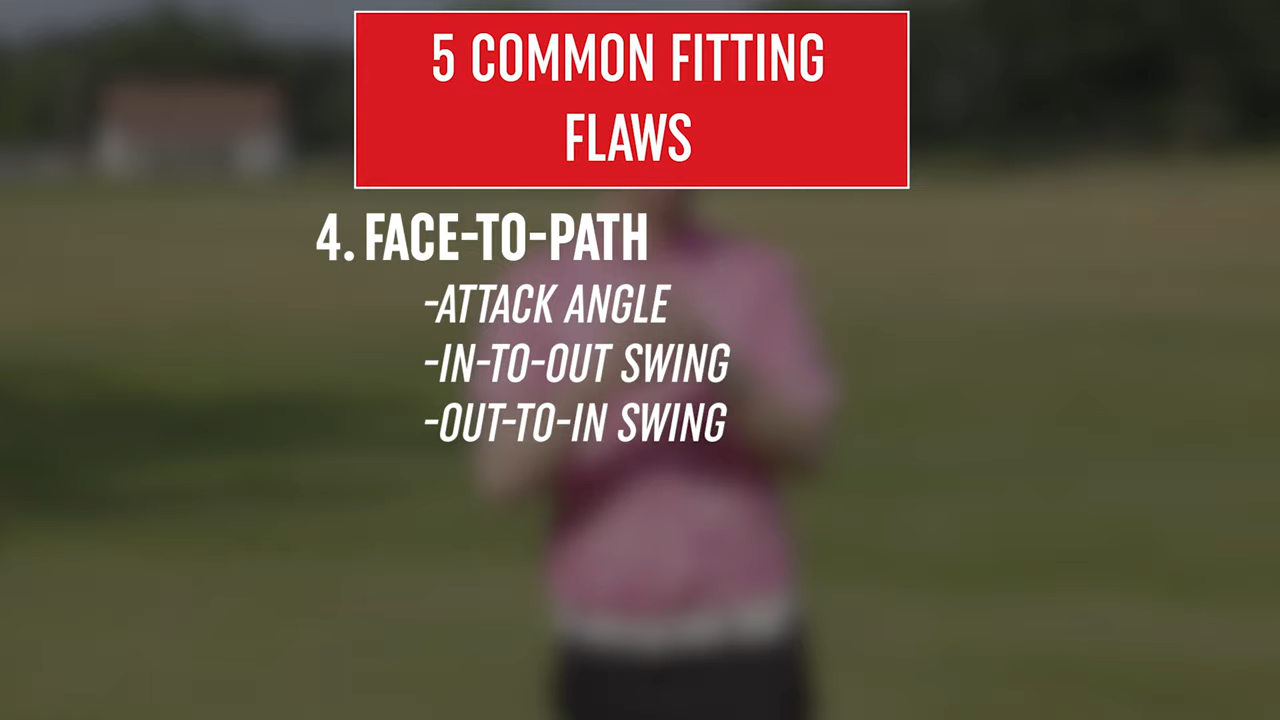 5 COMMON FITTING
FLAWS
4. FACE-TO-PATH
-ATTACK ANGLE
-IN-TO-OUT SWING
-OUT-TO-IN SWING